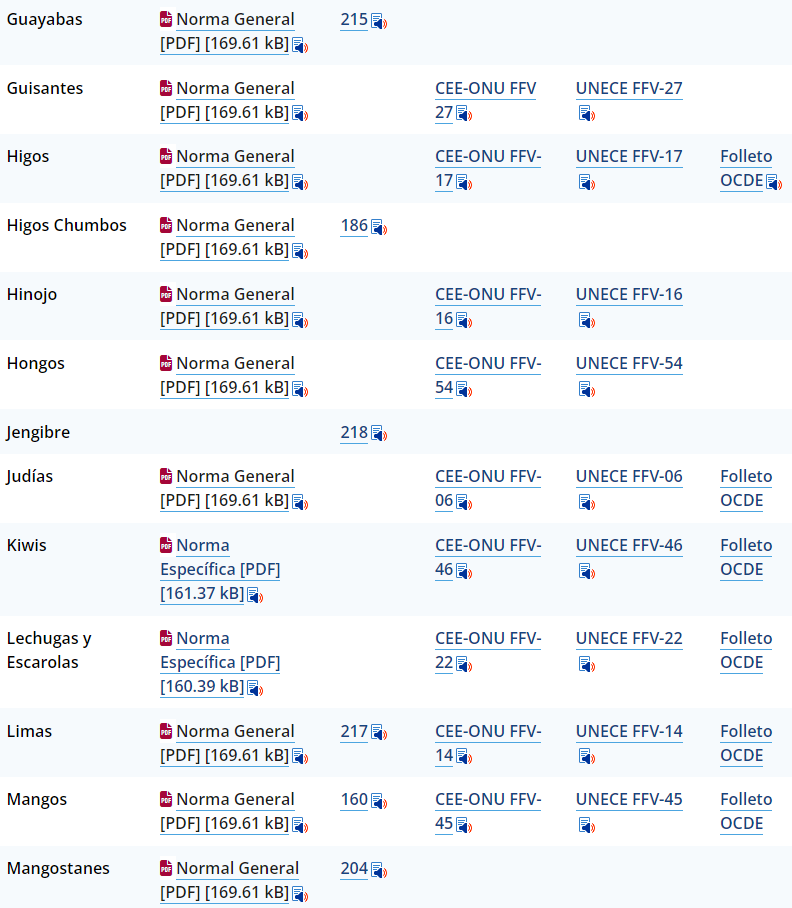 Guayabas Norma General 215
[PDF] [169.61 kB]
Guisantes Norma General CEE-ONU FFV UNECE FFV-27
[PDF] [169.61 kB] 27
Higos Norma General CEE-ONU FFV- UNECE FFV-17 Folleto
[PDF] [169.61 kB] 17 OCDE
Higos Chumbos Norma General 186
[PDF] [169.61 kB]
Hinojo Norma General CEE-ONU FFV- UNECE FFV-16
[PDF] [169.61 kB] 16
Hongos Norma General CEE-ONU FFV- UNECE FFV-54
[PDF] [169.61 kB] 54
Jengibre 218
Judías Norma General CEE-ONU FFV- UNECE FFV-06 Folleto
[PDF] [169.61 kB] 06 OCDE
Kiwis Norma CEE-ONU FFV- UNECE FFV-46 Folleto
Específica [PDF] 46 OCDE
[161.37 kB]
Lechugas y Norma CEE-ONU FFV- UNECE FFV-22 Folleto
Escarolas Específica [PDF] 22 OCDE
[160.39 kB]
Limas Norma General 217 CEE-ONU FFV- UNECE FFV-14 Folleto
[PDF] [169.61 kB] 14 OCDE
Mangos Norma General 160 CEE-ONU FFV- UNECE FFV-45 Folleto
[PDF] [169.61 kB] 45 OCDE
Mangostanes Normal General 204
[PDF] [169.61 kB]